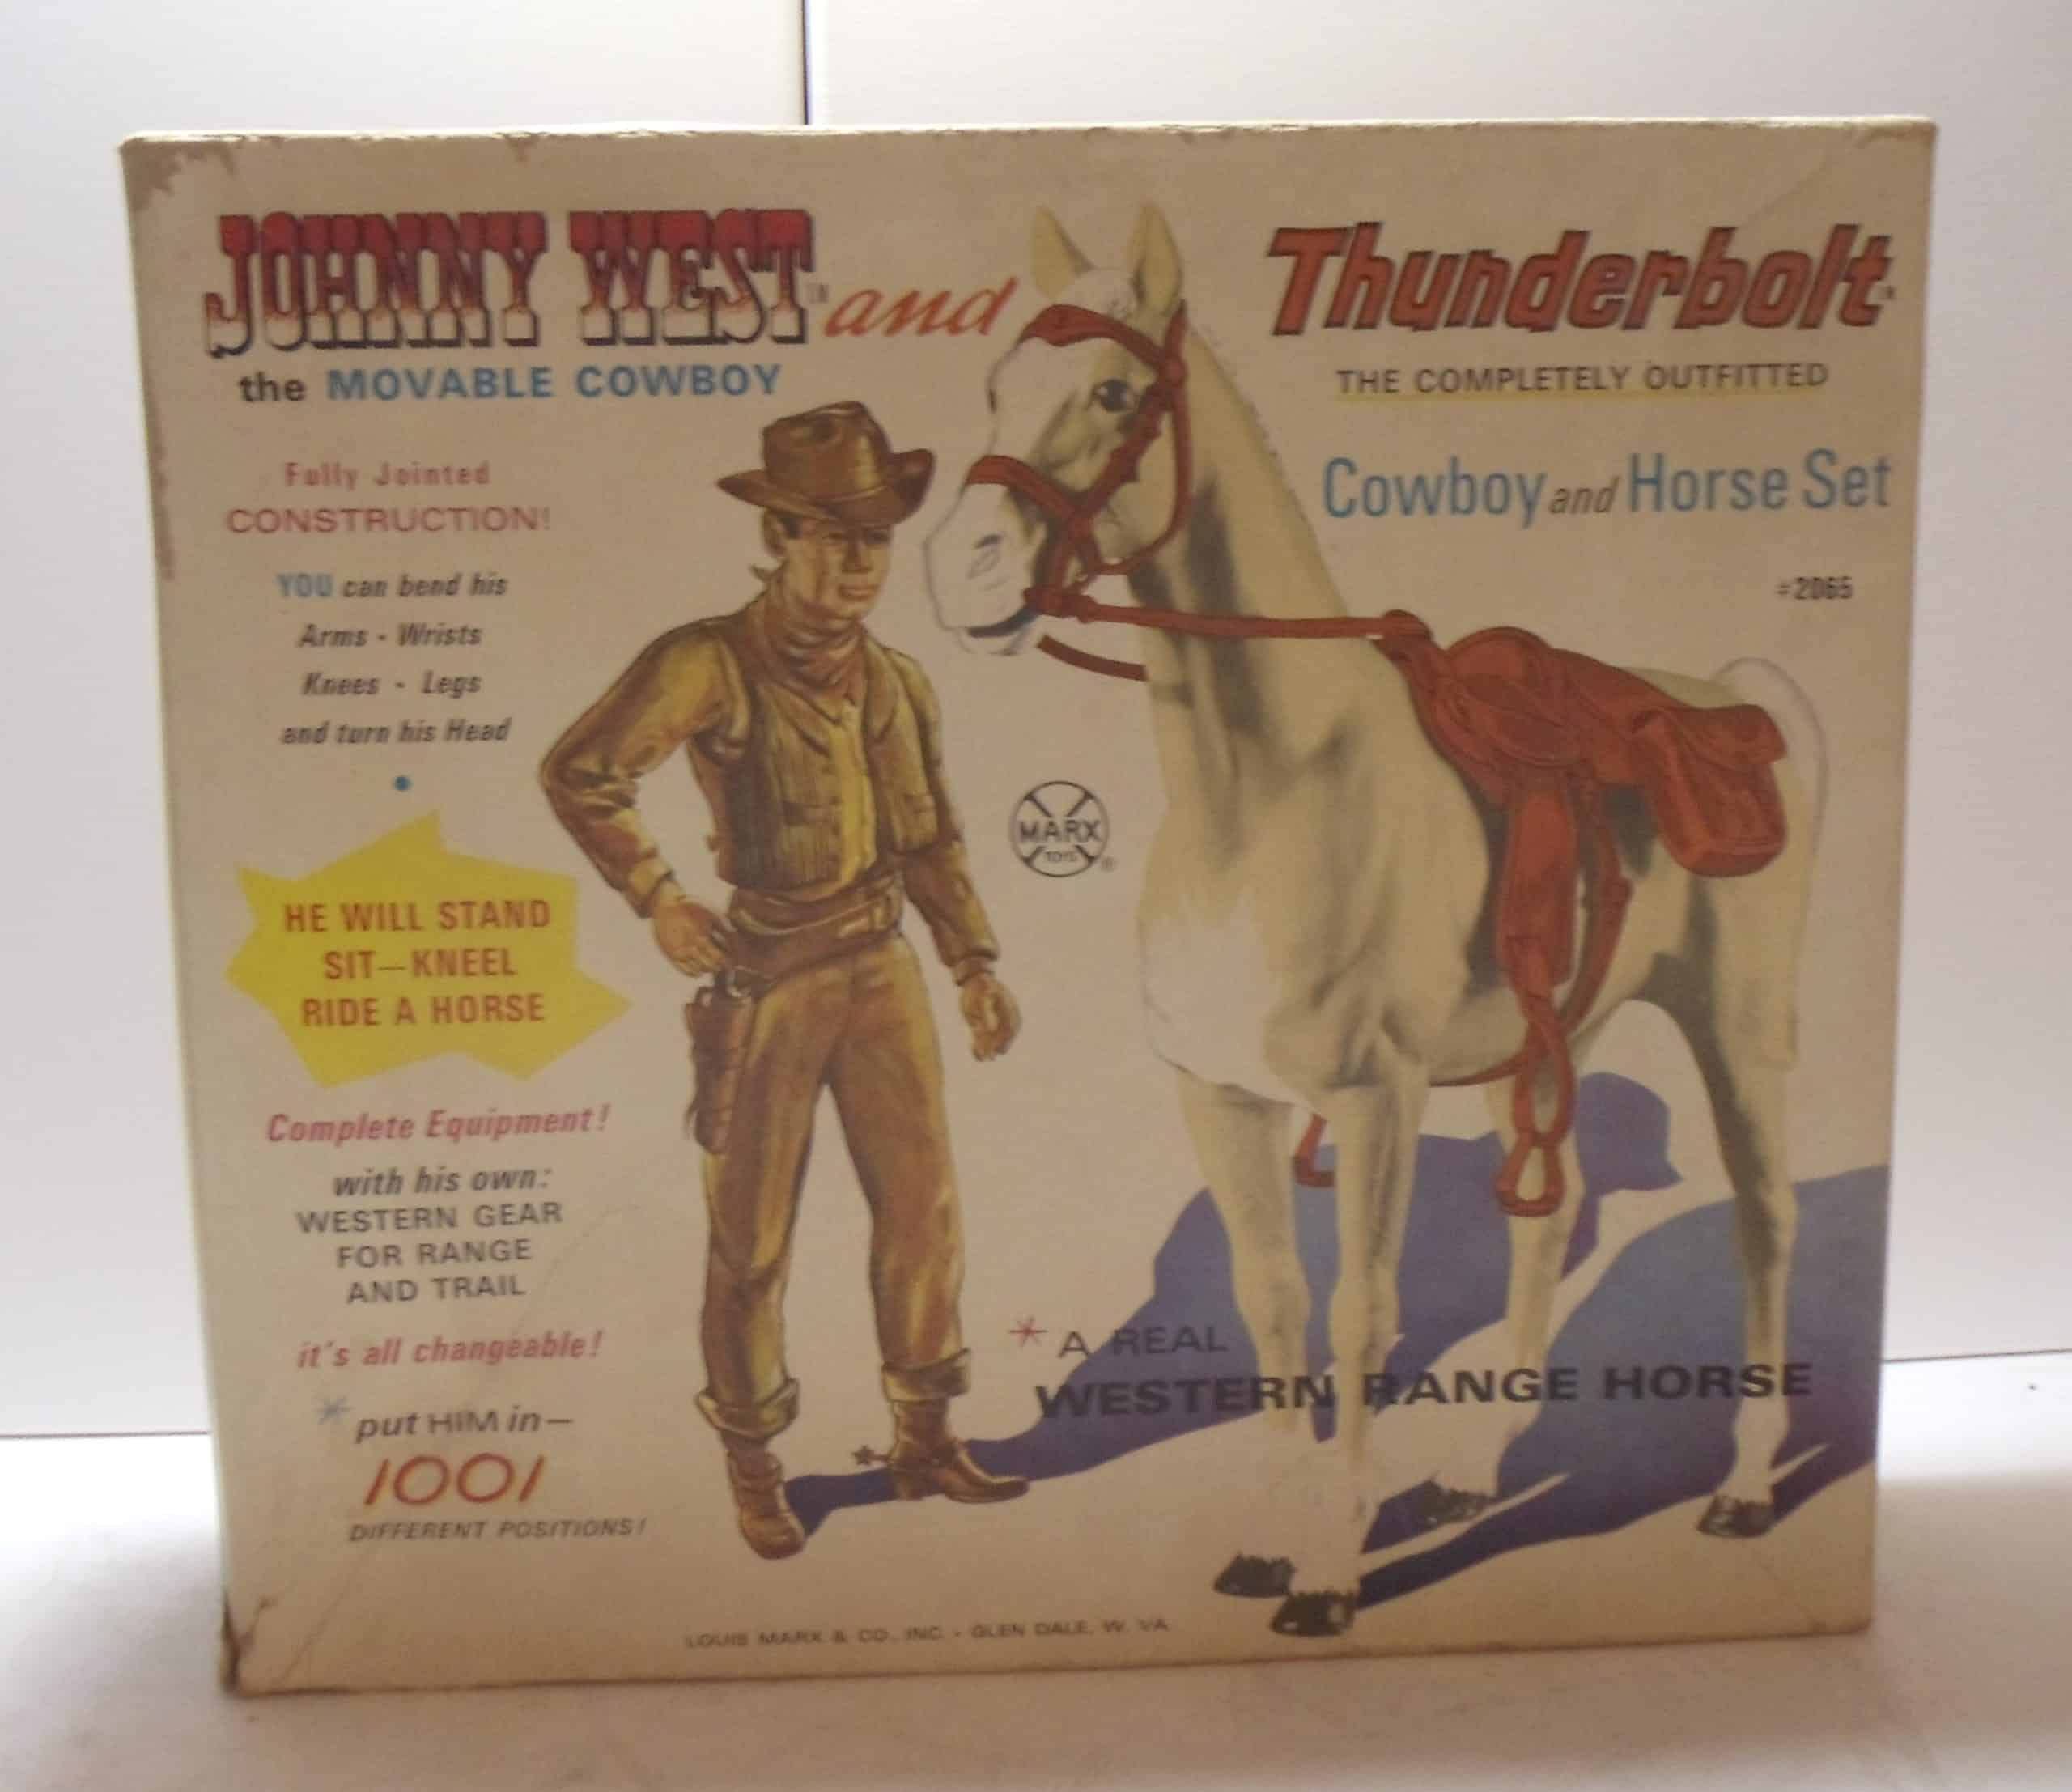 JOHNNY WEST™ and
the MOVABLE COWBOY
Thunderbolt
THE COMPLETELY OUTFITTED
Cowboy and Horse Set
#2065
Fully Jointed
CONSTRUCTION!
YOU can bend his
Arms - Wrists
Knees - Legs
and turn his Head
HE WILL STAND
SIT—KNEEL
RIDE A HORSE
MARX
TOYS
®
Complete Equipment!
with his own:
WESTERN GEAR
FOR RANGE
AND TRAIL
it's all changeable!
* put HIM in—
1001
DIFFERENT POSITIONS!
* A REAL
WESTERN RANGE HORSE
LOUIS MARX & CO., INC. - GLEN DALE, W. VA.